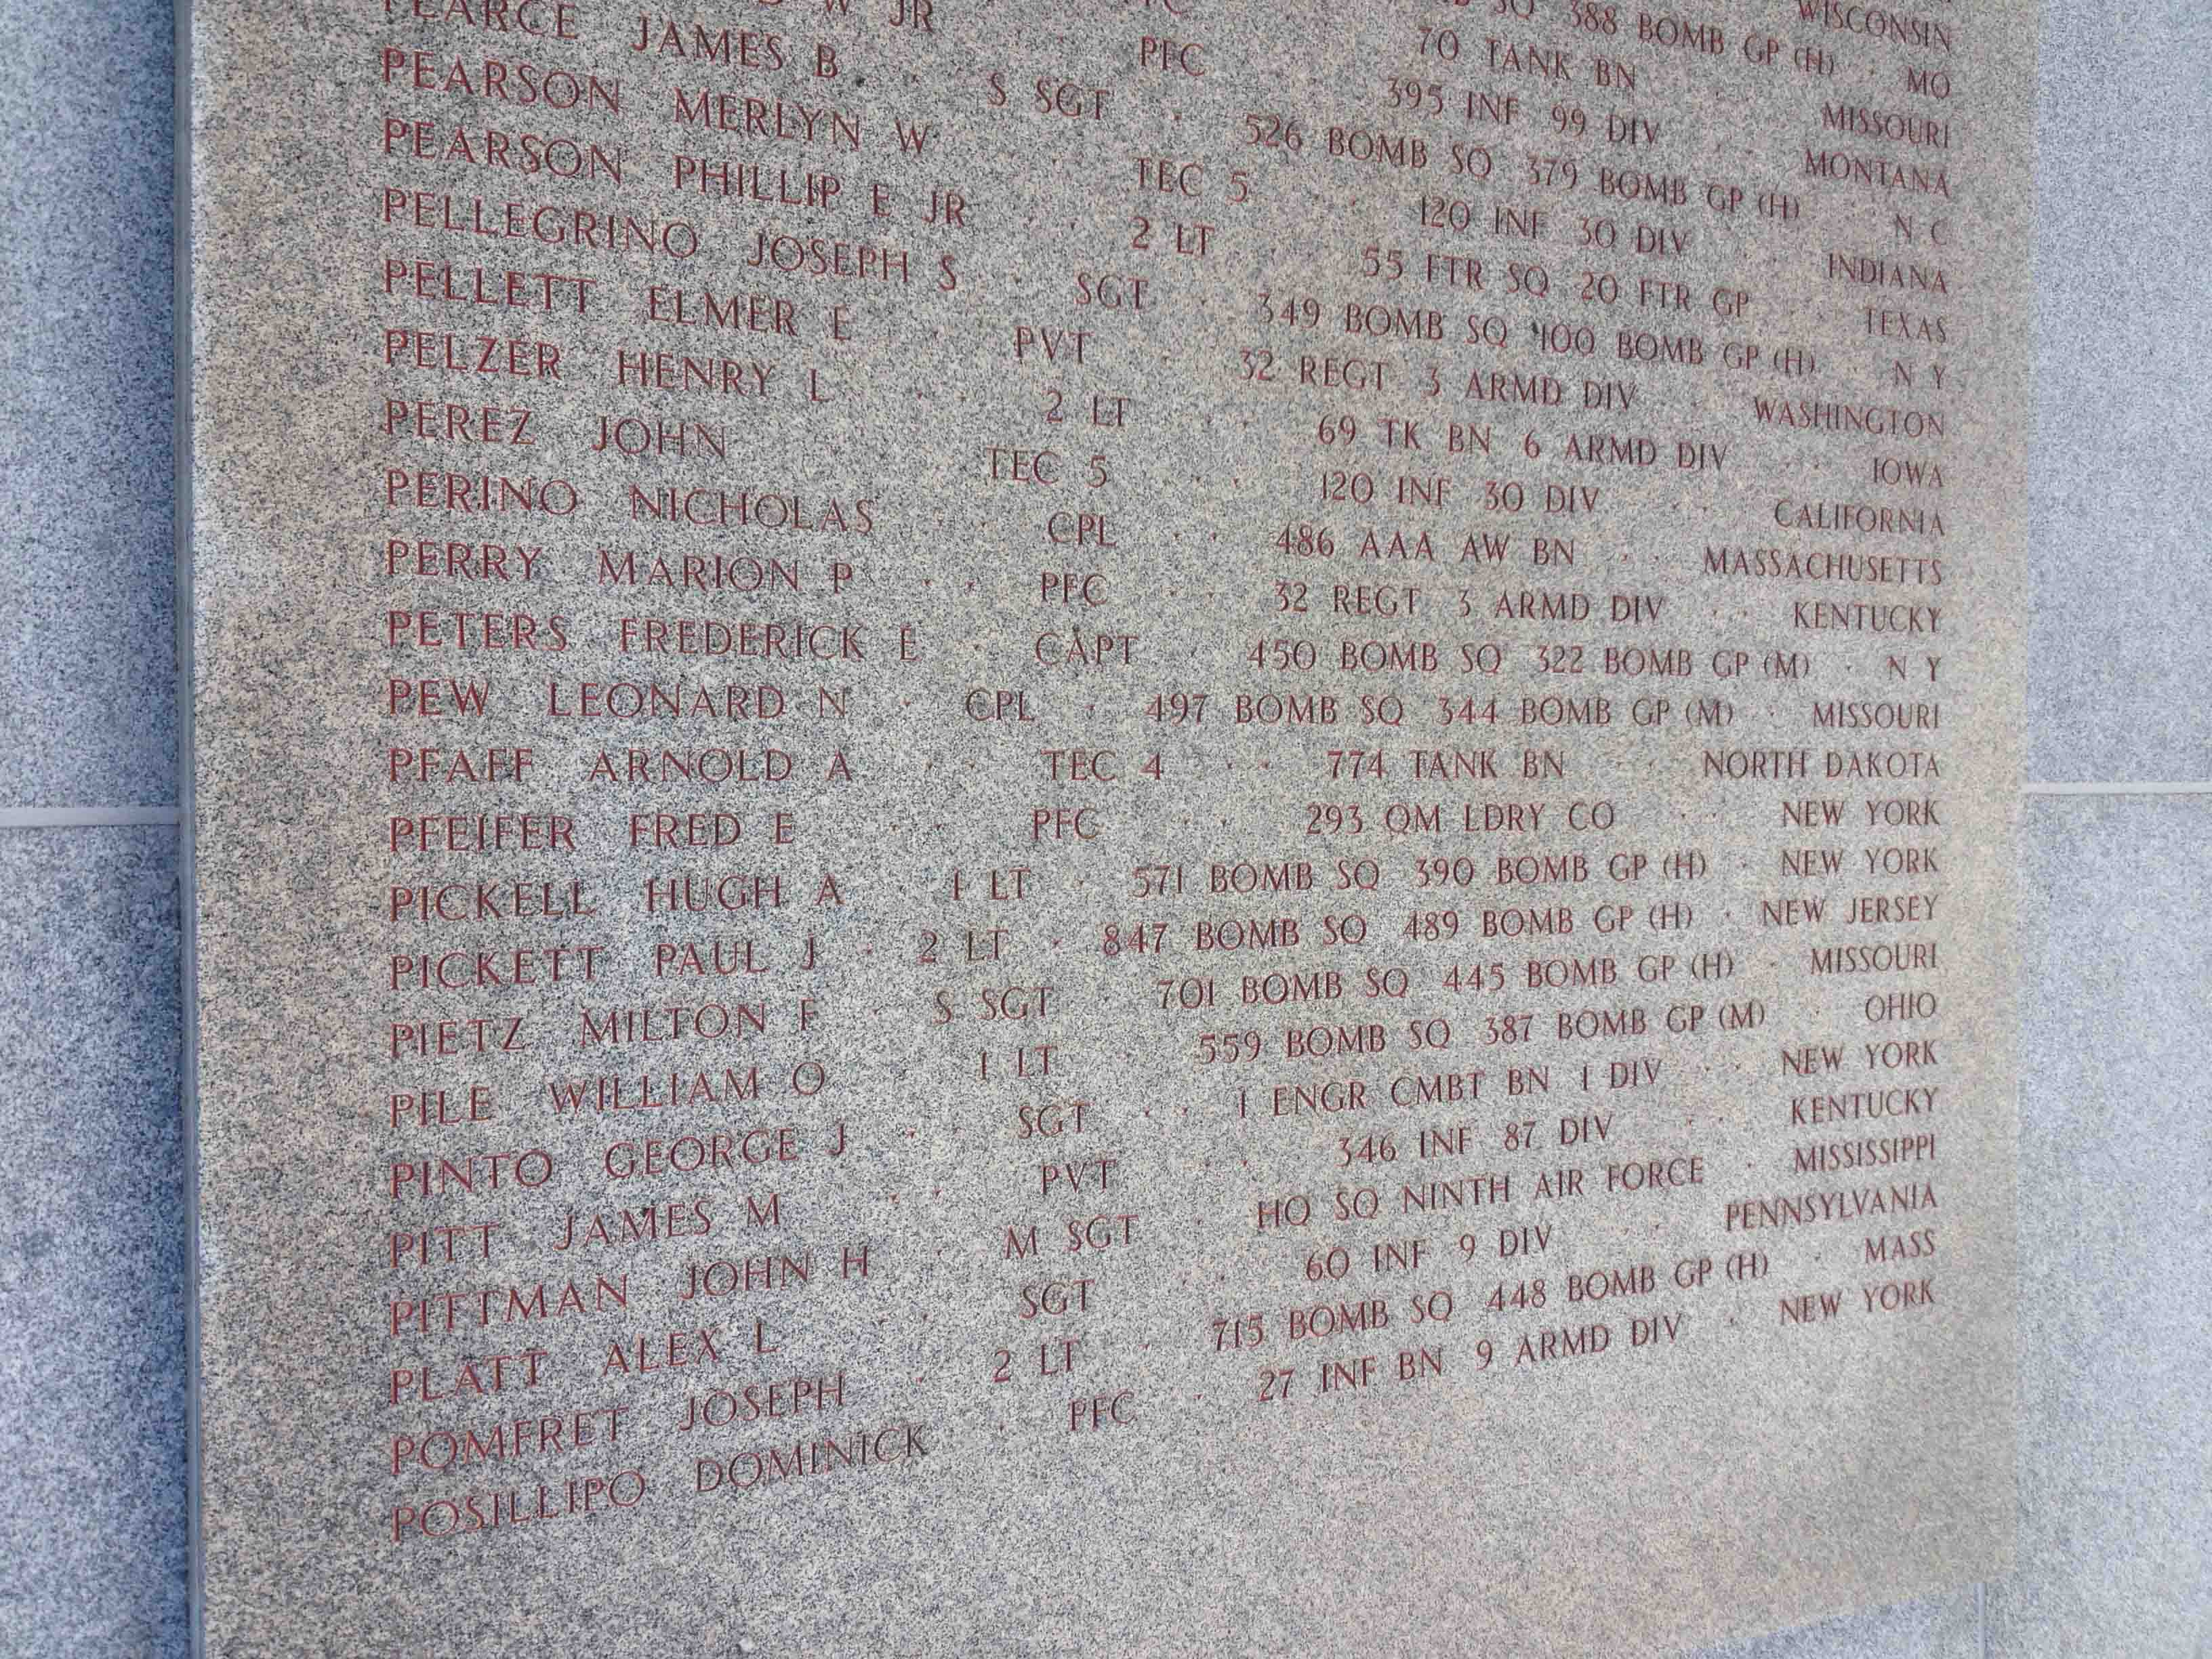 WISCONSIN
SQ 388 BOMB GP (H) · MO
70 TANK BN · · MISSOURI
W JR · · PFC · · 395 INF 99 DIV · · MONTANA
PEARCE JAMES B · S SGT · 526 BOMB SQ 379 BOMB GP (H) · N C
PEARSON MERLYN W · · TEC 5 · · 120 INF 30 DIV · · INDIANA
PEARSON PHILLIP E JR · · 2 LT · · 55 FTR SQ 20 FTR GP · · TEXAS
PELLEGRINO JOSEPH S · SGT · 349 BOMB SQ 100 BOMB GP (H) · N Y
PELLETT ELMER E · PVT · 32 REGT 3 ARMD DIV · WASHINGTON
PELZER HENRY L · · 2 LT · · 69 TK BN 6 ARMD DIV · · IOWA
PEREZ JOHN · · TEC 5 · · 120 INF 30 DIV · · CALIFORNIA
PERINO NICHOLAS · · CPL · · 486 AAA AW BN · · MASSACHUSETTS
PERRY MARION P · · PFC · · 32 REGT 3 ARMD DIV · · KENTUCKY
PETERS FREDERICK E · CAPT · 450 BOMB SQ 322 BOMB GP (M) · N Y
PEW LEONARD N · CPL · 497 BOMB SQ 344 BOMB GP (M) · MISSOURI
PFAFF ARNOLD A · · TEC 4 · · 774 TANK BN · · NORTH DAKOTA
PFEIFER FRED E · · PFC · · 293 QM LDRY CO · · NEW YORK
PICKELL HUGH A · 1 LT · 571 BOMB SQ 390 BOMB GP (H) · NEW YORK
PICKETT PAUL J · 2 LT · 847 BOMB SQ 489 BOMB GP (H) · NEW JERSEY
PIETZ MILTON F · S SGT · 701 BOMB SQ 445 BOMB GP (H) · MISSOURI
PILE WILLIAM O · 1 LT · 559 BOMB SQ 387 BOMB GP (M) · OHIO
PINTO GEORGE J · · SGT · · 1 ENGR CMBT BN 1 DIV · · NEW YORK
PITT JAMES M · · PVT · · 346 INF 87 DIV · · KENTUCKY
PITTMAN JOHN H · M SGT · HQ SQ NINTH AIR FORCE · MISSISSIPPI
PLATT ALEX L · · SGT · · 60 INF 9 DIV · · PENNSYLVANIA
POMFRET JOSEPH · 2 LT · 715 BOMB SQ 448 BOMB GP (H) · MASS
POSILLIPO DOMINICK · PFC · 27 INF BN 9 ARMD DIV · NEW YORK